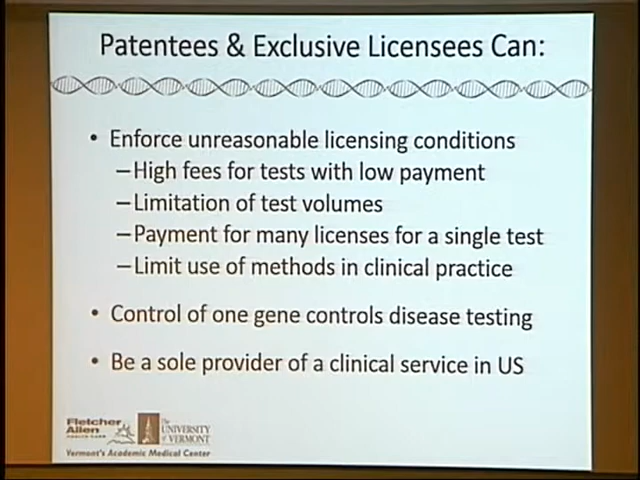 Patentees & Exclusive Licensees Can:
• Enforce unreasonable licensing conditions
–High fees for tests with low payment
–Limitation of test volumes
–Payment for many licenses for a single test
–Limit use of methods in clinical practice
• Control of one gene controls disease testing
• Be a sole provider of a clinical service in US
Fletcher
Allen
HEALTH CARE
The
UNIVERSITY
of VERMONT
Vermont's Academic Medical Center